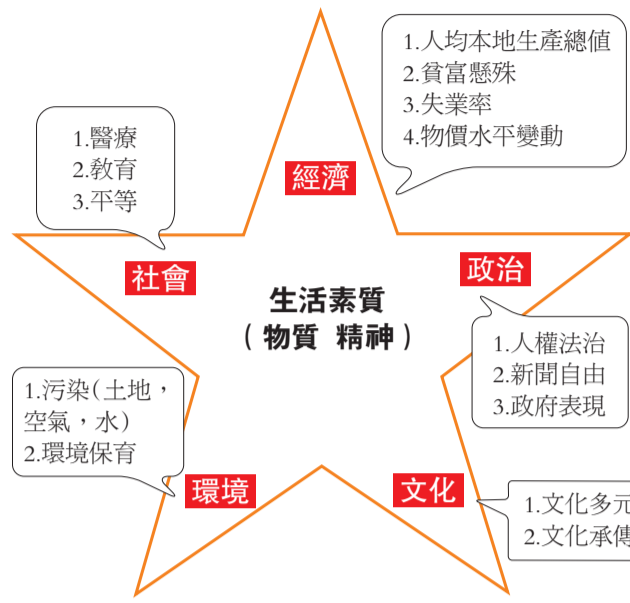 1.人均本地生產總值
2.貧富懸殊
3.失業率
4.物價水平變動
經濟
1.醫療
2.教育
3.平等
社會
政治
生活素質
(物質 精神)
1.人權法治
2.新聞自由
3.政府表現
1.污染(土地，
空氣，水)
2.環境保育
環境
文化
1.文化多元
2.文化承傳